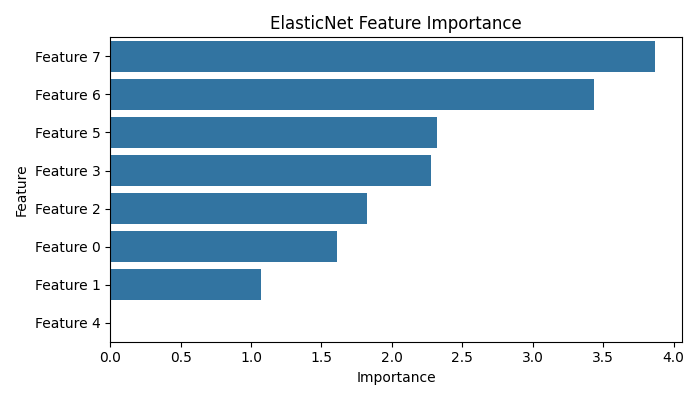 ElasticNet Feature Importance
Feature 7
Feature 6
Feature 5
Feature 3
Feature 2
Feature 0
Feature 1
Feature 4
Feature
0.0 0.5 1.0 1.5 2.0 2.5 3.0 3.5 4.0
Importance